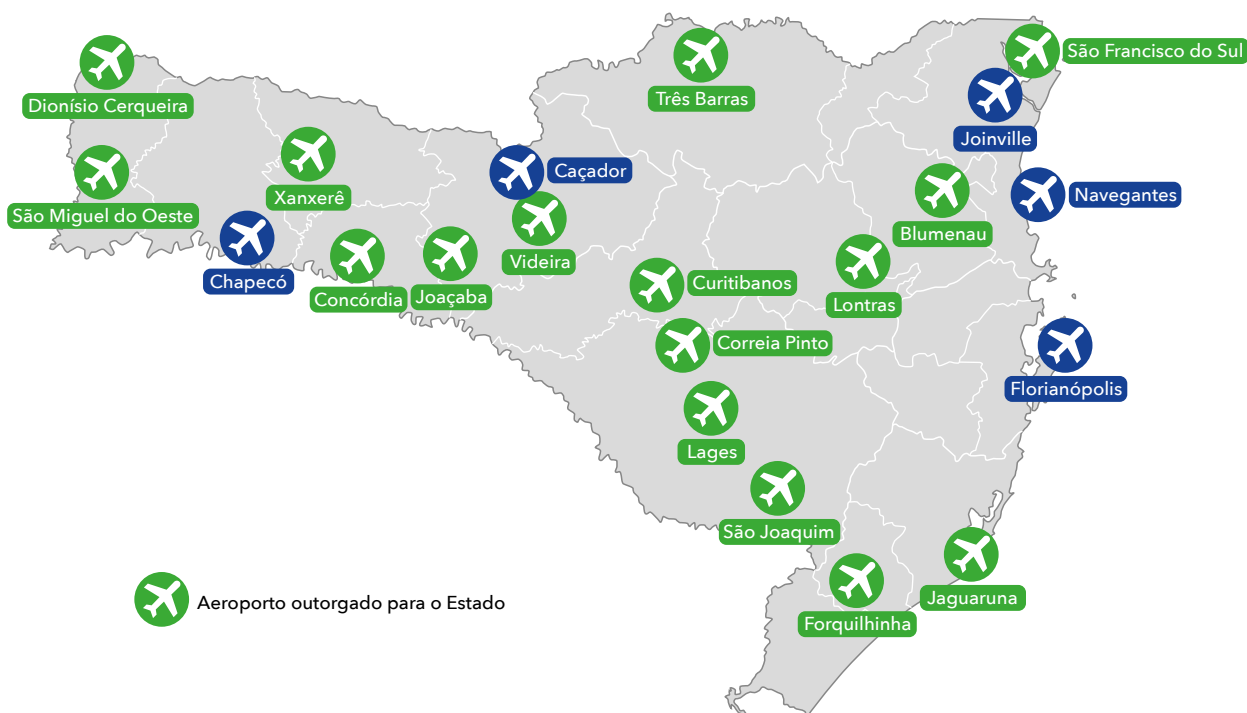 São Francisco do Sul
Dionísio Cerqueira
Três Barras
Joinville
Caçador
Xanxerê
Navegantes
São Miguel do Oeste
Blumenau
Videira
Chapecó
Curitibanos
Concórdia
Joaçaba
Lontras
Correia Pinto
Florianópolis
Lages
São Joaquim
Jaguaruna
Aeroporto outorgado para o Estado
Forquilhinha